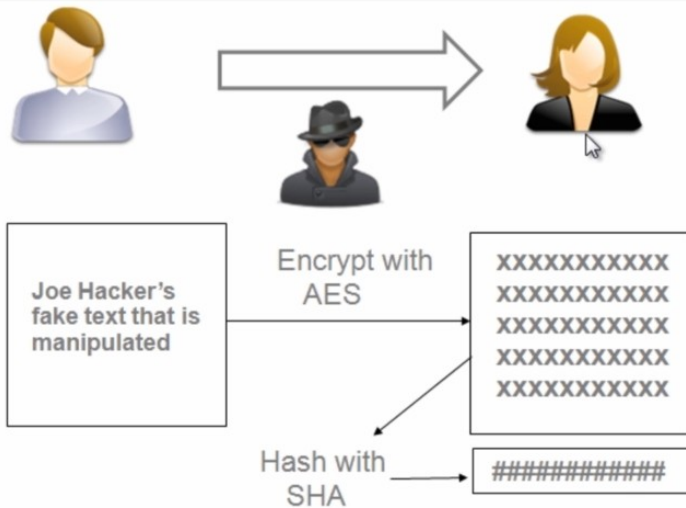 Encrypt with
AES
Joe Hacker's
fake text that is
manipulated
XXXXXXXXXXX
XXXXXXXXXXX
XXXXXXXXXXX
XXXXXXXXXXX
XXXXXXXXXXX
Hash with
SHA
############